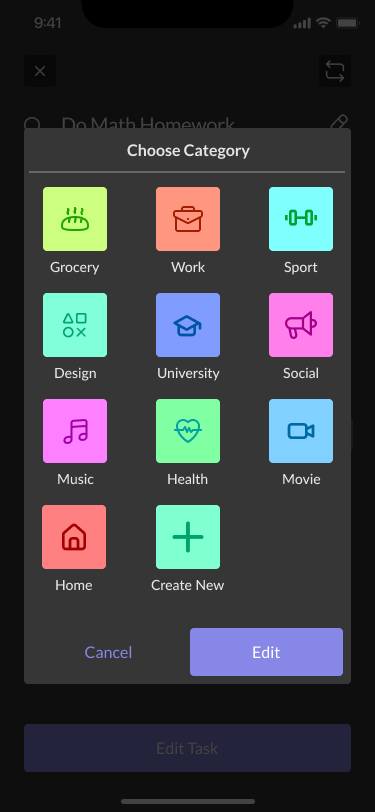 9:41
Do Math Homework
Choose Category
Grocery
Work
Sport
Design
University
Social
Music
Health
Movie
Home
Create New
Cancel
Edit
Edit Task